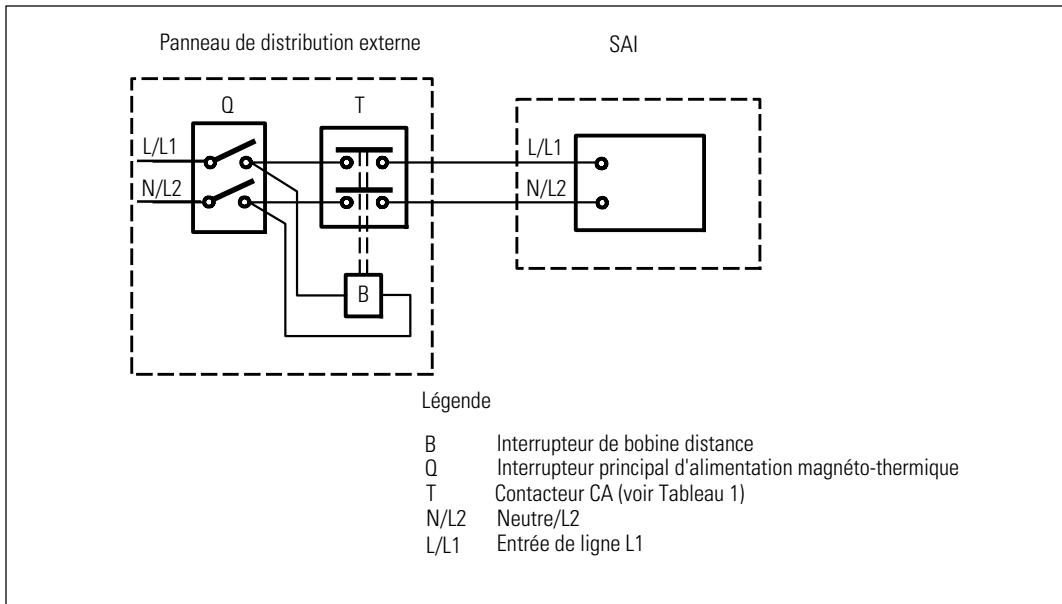 Panneau de distribution externe
SAI
Q
T
L/L1
N/L2
L/L1
N/L2
B
Légende
B Interrupteur de bobine distance
Q Interrupteur principal d'alimentation magnéto-thermique
T Contacteur CA (voir Tableau 1)
N/L2 Neutre/L2
L/L1 Entrée de ligne L1